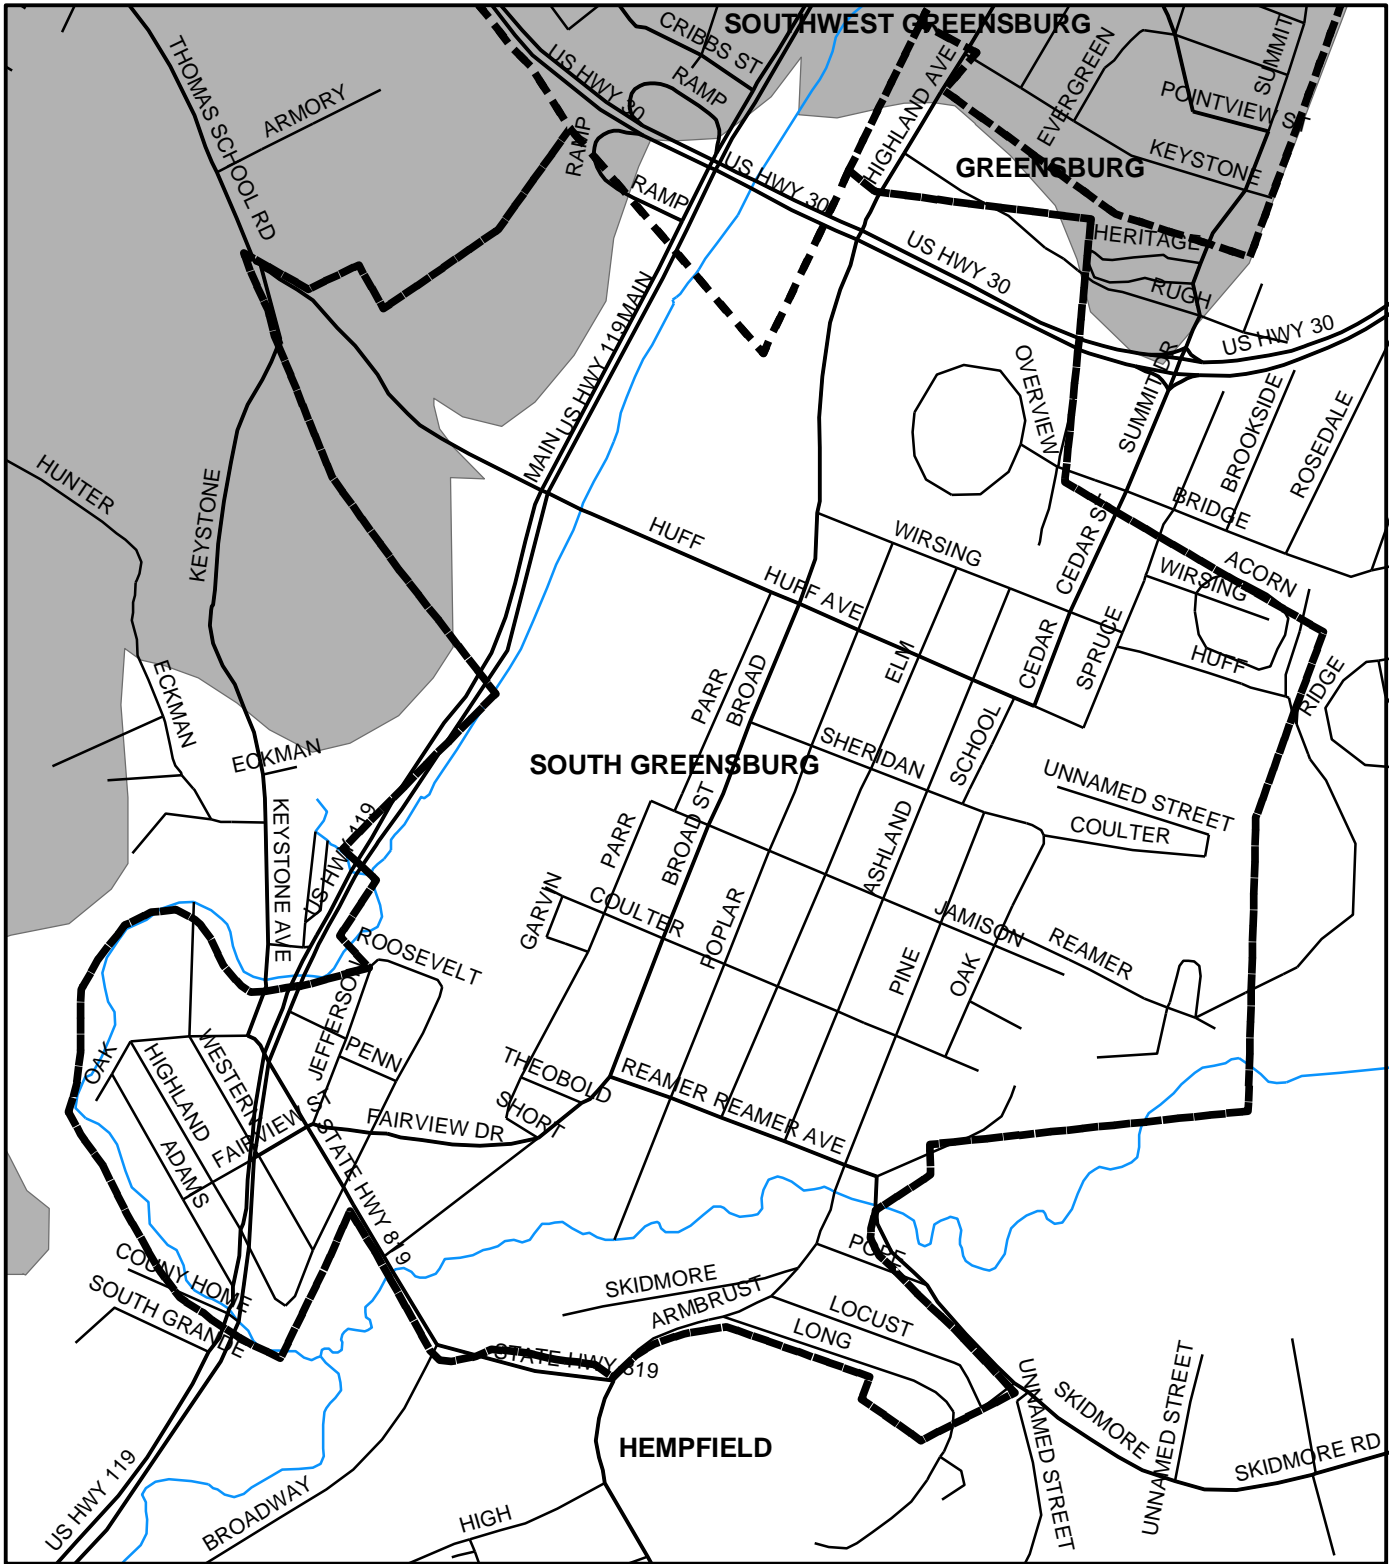 SOUTHWEST GREENSBURG
CRIBBS ST
SUMMIT
THOMAS SCHOOL RD
US HWY 30
RAMP
HIGHLAND AVE
EVERGREEN
POINTVIEW ST
ARMORY
RAMP
KEYSTONE
GREENSBURG
US HWY 30
RAMP
HERITAGE
US HWY 30
RUGH
MAIN
US HWY 119
US HWY 30
OVERVIEW
SUMMIT DR
BROOKSIDE
ROSEDALE
MAIN
HUNTER
KEYSTONE
BRIDGE
HUFF
WIRSING
CEDAR ST
ACORN
WIRSING
HUFF AVE
ELM
CEDAR
SPRUCE
HUFF
RIDGE
ECKMAN
PARR
BROAD
ECKMAN
SCHOOL
SHERIDAN
SOUTH GREENSBURG
UNNAMED STREET
COULTER
KEYSTONE AVE
US HWY 119
PARR
BROAD ST
ASHLAND
GARVIN
COULTER
POPLAR
JAMISON
REAMER
ROOSEVELT
PINE
OAK
JEFFERSON
OAK
HIGHLAND
WESTERN
PENN
THEOBOLD
REAMER
REAMER AVE
SHORT
FAIRVIEW ST
FAIRVIEW DR
ADAMS
STATE HWY 819
COUNY HOME
SOUTH GRANDE
POPE
SKIDMORE
ARMBRUST
LOCUST
LONG
STATE HWY 819
UNNAMED STREET
SKIDMORE
UNNAMED STREET
SKIDMORE RD
HEMPFIELD
US HWY 119
BROADWAY
HIGH